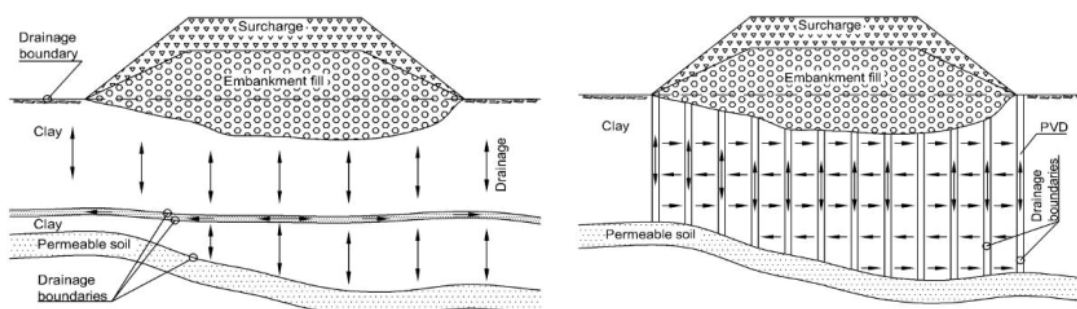 Surcharge
Drainage
boundary
Embankment fill
Clay
Drainage
Clay
Permeable soil
Drainage
boundaries
Surcharge
Embankment fill
Clay
PVD
Drainage
boundaries
Permeable soil